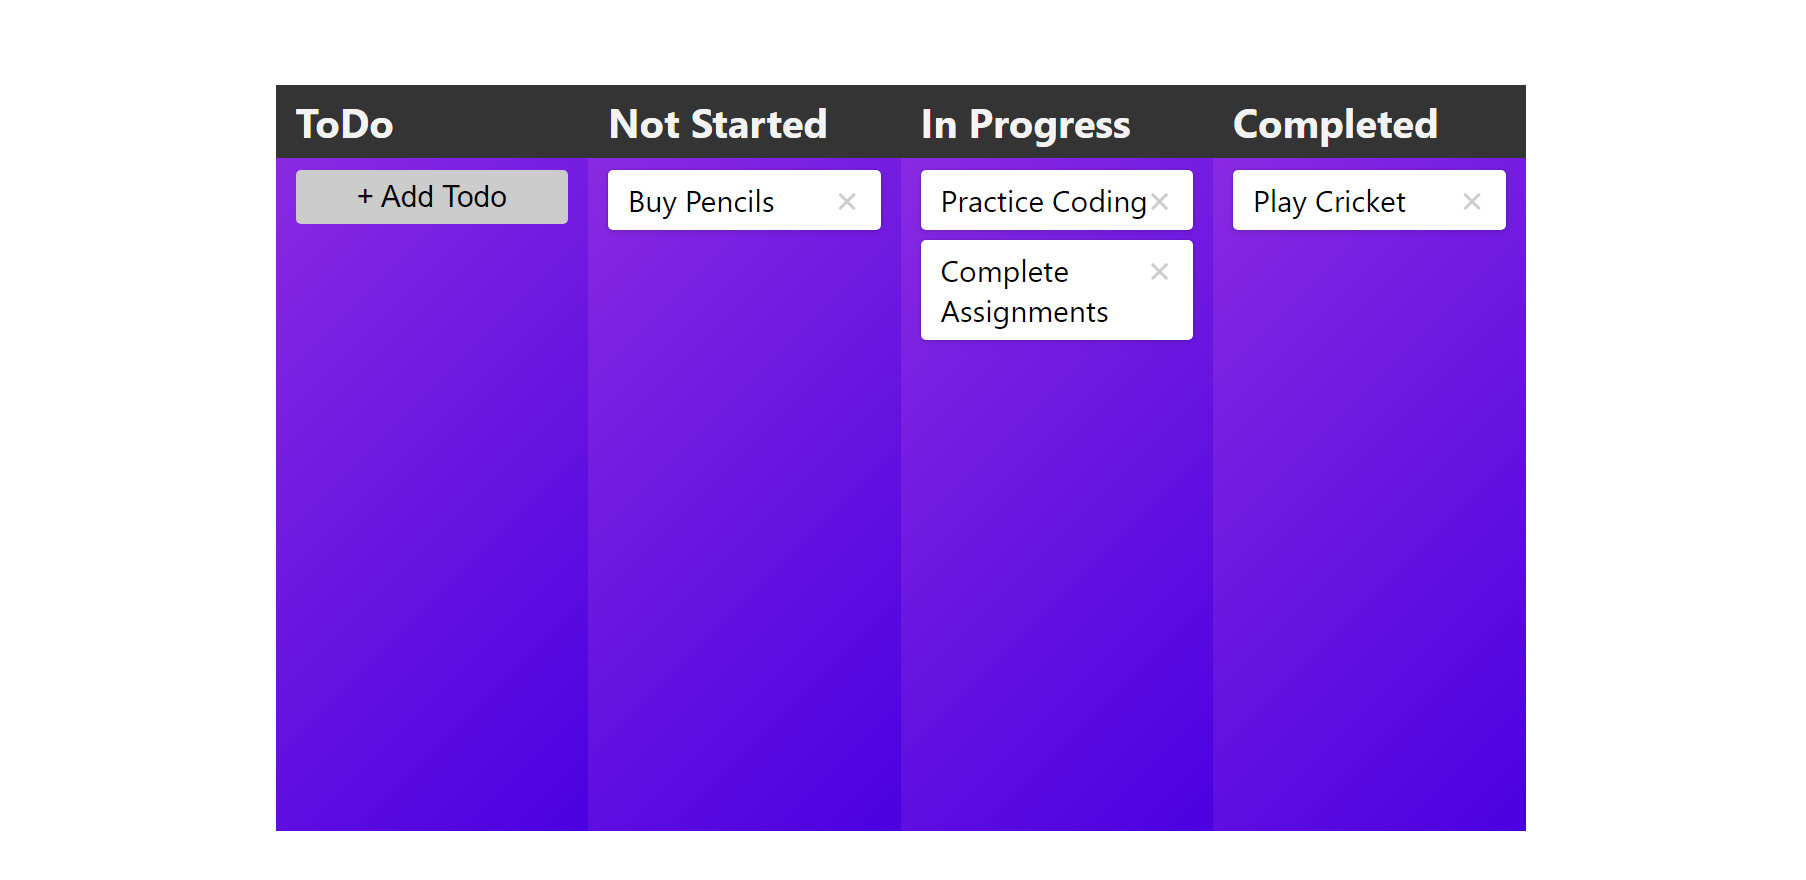 ToDo
Not Started
In Progress
Completed
+ Add Todo
Buy Pencils ×
Practice Coding ×
Complete ×
Assignments
Play Cricket ×